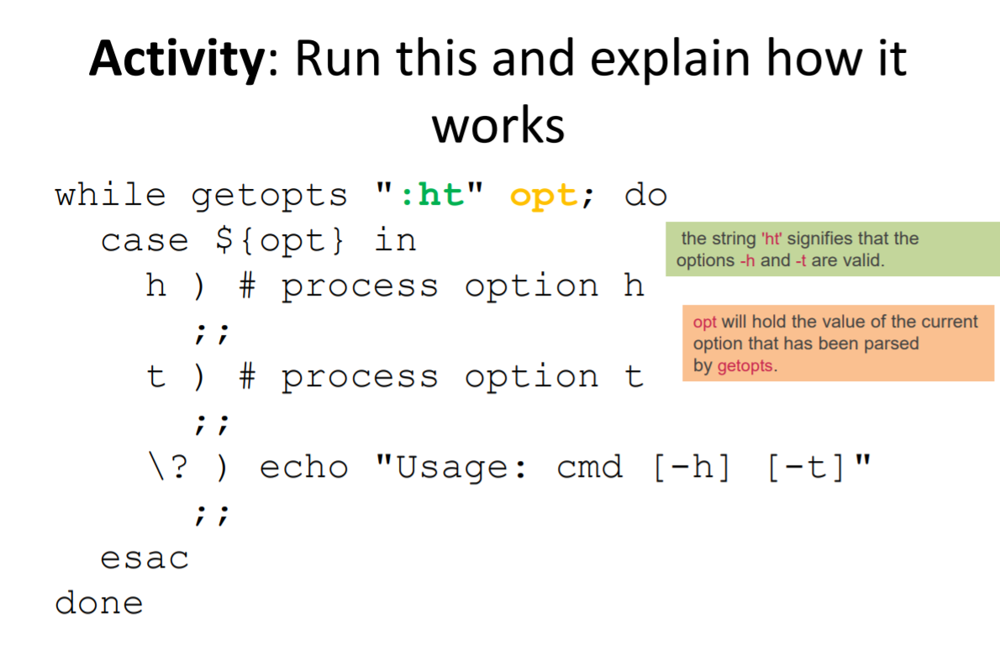 Activity: Run this and explain how it
works
while getopts ":ht" opt; do
case ${opt} in
the string 'ht' signifies that the
options -h and -t are valid.
h ) # process option h
;;
opt will hold the value of the current
option that has been parsed
by getopts.
t ) # process option t
;;
\? ) echo "Usage: cmd [-h] [-t]"
;;
esac
done